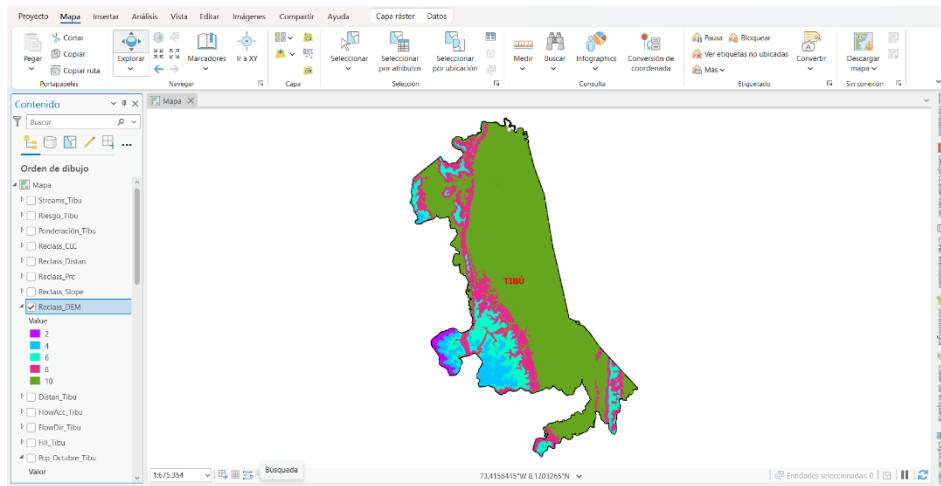 Proyecto Mapa Insertar Análisis Vista Editar Imágenes Compartir Ayuda Capa ráster Datos
Cortar
Copiar
Copiar ruta
Pegar
Portapapeles
Explorar
Marcadores
Ir a XY
Navegar
Capa
Seleccionar
Seleccionar por atributos
Seleccionar por ubicación
Selección
Medir
Buscar
Infographics
Conversión de coordenada
Consulta
Pausa Bloquear
Ver etiquetas no ubicadas
Más
Convertir
Etiquetado
Descargar mapa
Sin conexión
Contenido
Mapa
Buscar
Orden de dibujo
Mapa
Streams_Tibu
Riesgo_Tibu
Ponderación_Tibu
Reclass_CLC
Reclass_Distan
Reclass_Prc
Reclass_Slope
Reclass_DEM
Value
2
4
6
8
10
Distan_Tibu
FlowAcc_Tibu
FlowDir_Tibu
Fill_Tibu
Pcp_Octubre_Tibu
Valor
TIBÚ
1:675.354
Búsqueda
73,4156445°W 8,1203265°N
Entidades seleccionadas: 0